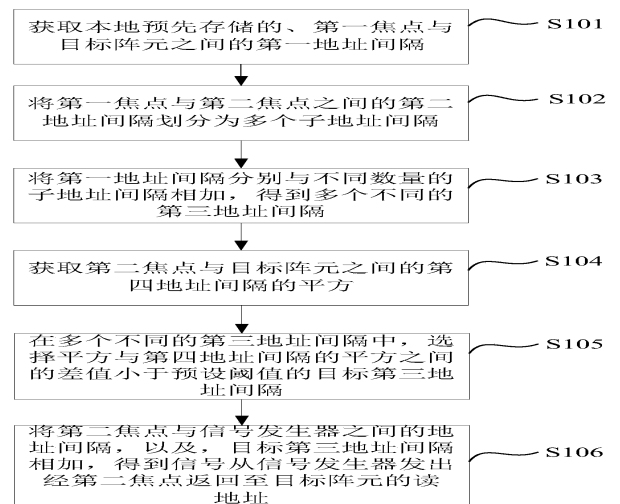 获取本地预先存储的、第一焦点与
目标阵元之间的第一地址间隔
S101
将第一焦点与第二焦点之间的第二
地址间隔划分为多个子地址间隔
S102
将第一地址间隔分别与不同数量的
子地址间隔相加，得到多个不同的
第三地址间隔
S103
获取第二焦点与目标阵元之间的第
四地址间隔的平方
S104
在多个不同的第三地址间隔中，选
择平方与第四地址间隔的平方之间
的差值小于预设阈值的目标第三地
址间隔
S105
将第二焦点与信号发生器之间的地
址间隔，以及，目标第三地址间隔
相加，得到信号从信号发生器发出
经第二焦点返回至目标阵元的读
地址
S106